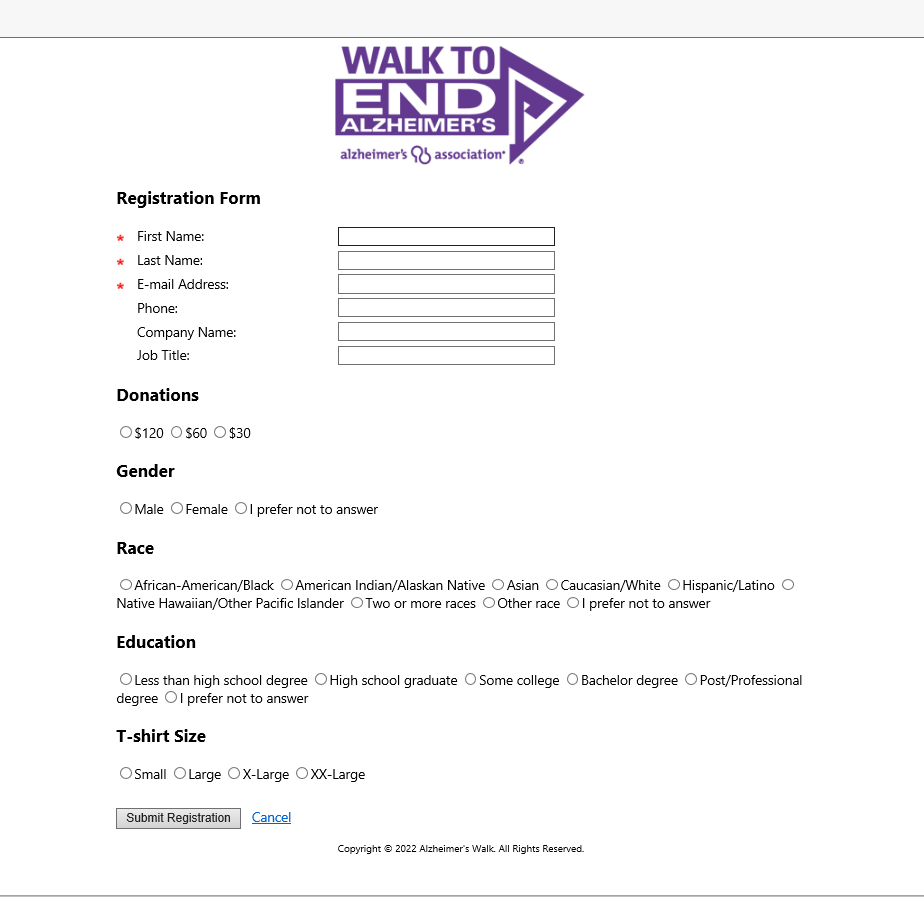 WALK TO
END
ALZHEIMER'S
alzheimer's association®
Registration Form
* First Name:
* Last Name:
* E-mail Address:
Phone:
Company Name:
Job Title:
Donations
$120 $60 $30
Gender
Male Female I prefer not to answer
Race
African-American/Black American Indian/Alaskan Native Asian Caucasian/White Hispanic/Latino
Native Hawaiian/Other Pacific Islander Two or more races Other race I prefer not to answer
Education
Less than high school degree High school graduate Some college Bachelor degree Post/Professional
degree I prefer not to answer
T-shirt Size
Small Large X-Large XX-Large
Submit Registration Cancel
Copyright © 2022 Alzheimer's Walk. All Rights Reserved.